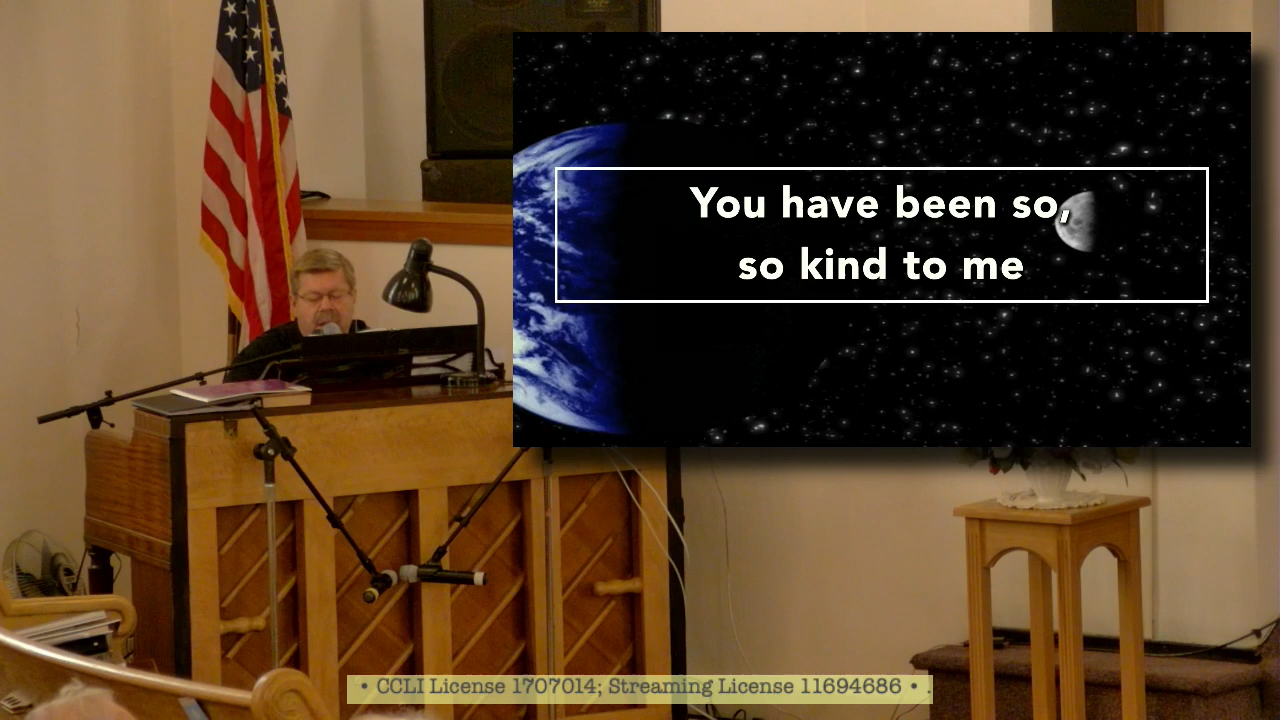 You have been so,
so kind to me
• CCLI License 1707014; Streaming License 11694686 • .